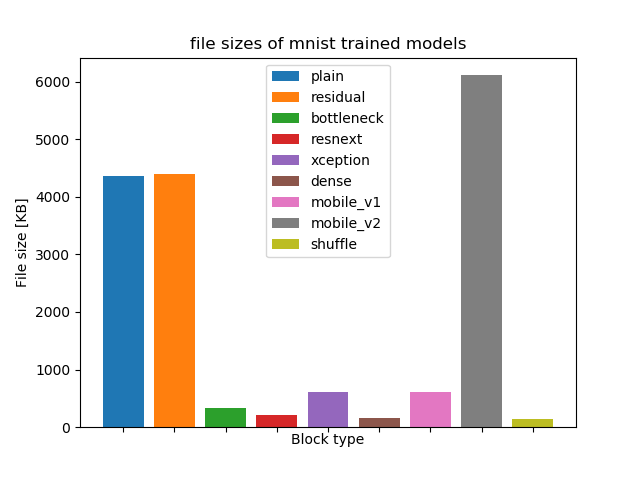 file sizes of mnist trained models
File size [KB]
6000
5000
4000
3000
2000
1000
0
plain
residual
bottleneck
resnext
xception
dense
mobile_v1
mobile_v2
shuffle
Block type